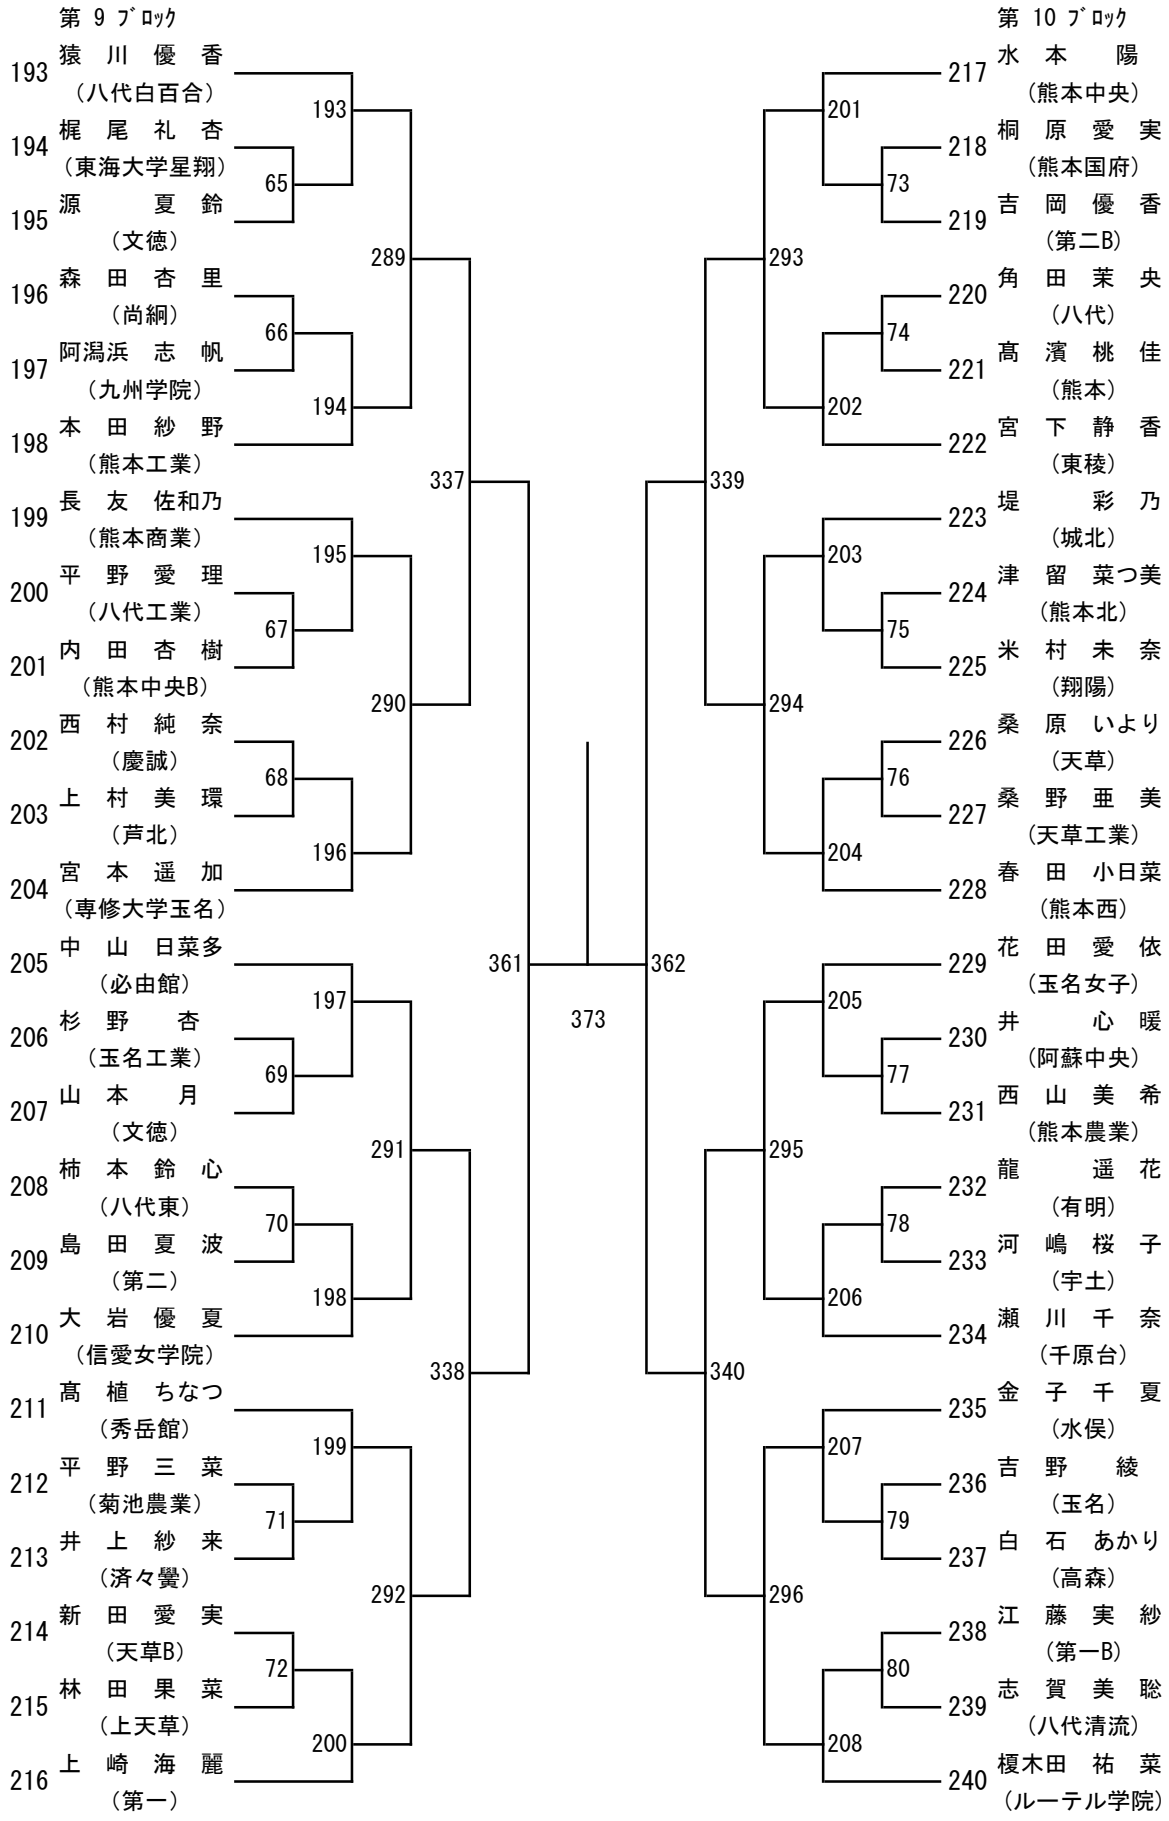 第 9 ﾌﾞﾛｯｸ
193 猿 川 優 香
（八代白百合）
193
194 梶 尾 礼 杏
（東海大学星翔）
65
195 源 夏 鈴
（文徳）
289
196 森 田 杏 里
（尚絅）
66
197 阿潟浜 志 帆
（九州学院）
194
198 本 田 紗 野
（熊本工業）
337
199 長 友 佐和乃
（熊本商業）
195
200 平 野 愛 理
（八代工業）
67
201 内 田 杏 樹
（熊本中央B）
290
202 西 村 純 奈
（慶誠）
68
203 上 村 美 環
（芦北）
196
204 宮 本 遥 加
（専修大学玉名）
361
205 中 山 日菜多
（必由館）
197
206 杉 野 杏
（玉名工業）
69
207 山 本 月
（文徳）
291
208 柿 本 鈴 心
（八代東）
70
209 島 田 夏 波
（第二）
198
210 大 岩 優 夏
（信愛女学院）
338
211 髙 植 ちなつ
（秀岳館）
199
212 平 野 三 菜
（菊池農業）
71
213 井 上 紗 来
（済々黌）
292
214 新 田 愛 実
（天草B）
72
215 林 田 果 菜
（上天草）
200
216 上 崎 海 麗
（第一）
373
第 10 ﾌﾞﾛｯｸ
217 水 本 陽
（熊本中央）
201
218 桐 原 愛 実
（熊本国府）
73
219 吉 岡 優 香
（第二B）
293
220 角 田 茉 央
（八代）
74
221 髙 濱 桃 佳
（熊本）
202
222 宮 下 静 香
（東稜）
339
223 堤 彩 乃
（城北）
203
224 津 留 菜つ美
（熊本北）
75
225 米 村 未 奈
（翔陽）
294
226 桑 原 いより
（天草）
76
227 桑 野 亜 美
（天草工業）
204
228 春 田 小日菜
（熊本西）
362
229 花 田 愛 依
（玉名女子）
205
230 井 心 暖
（阿蘇中央）
77
231 西 山 美 希
（熊本農業）
295
232 龍 遥 花
（有明）
78
233 河 嶋 桜 子
（宇土）
206
234 瀬 川 千 奈
（千原台）
340
235 金 子 千 夏
（水俣）
207
236 吉 野 綾
（玉名）
79
237 白 石 あかり
（高森）
296
238 江 藤 実 紗
（第一B）
80
239 志 賀 美 聡
（八代清流）
208
240 榎木田 祐 菜
（ルーテル学院）